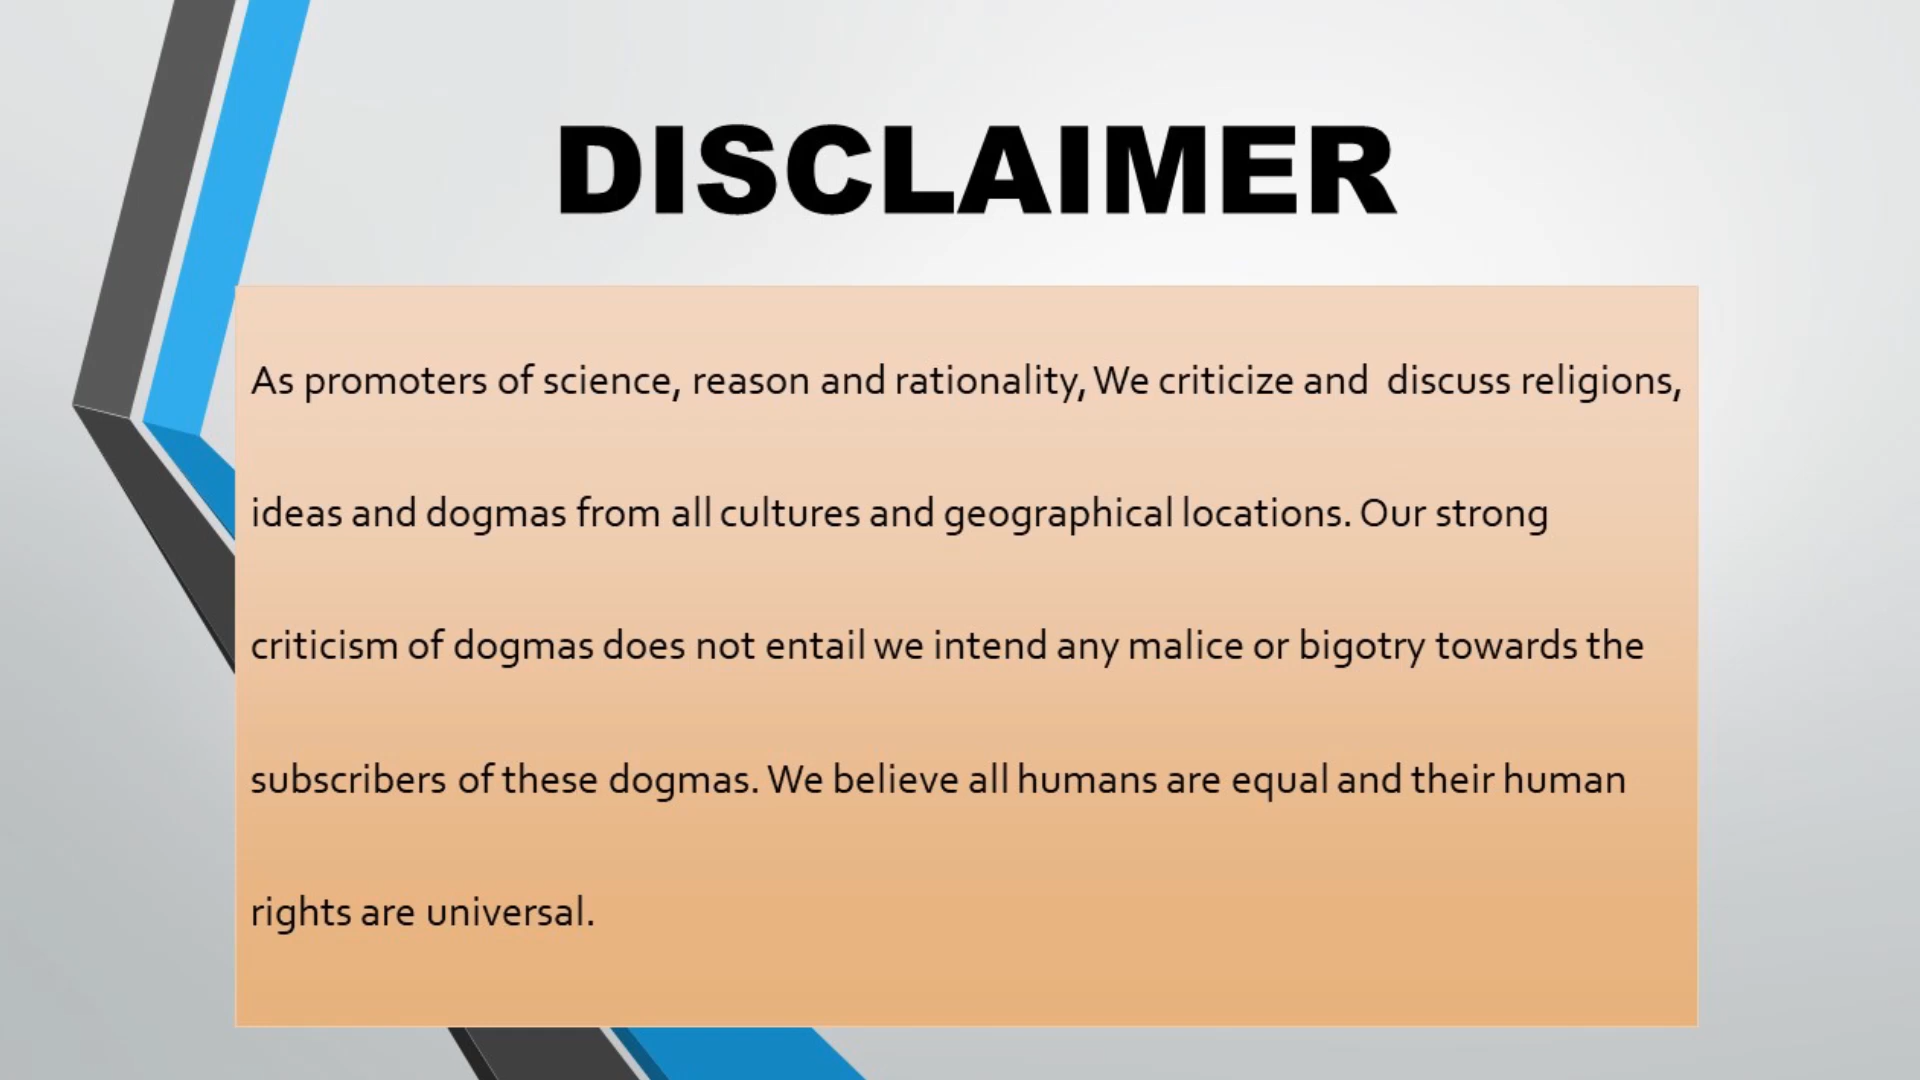 DISCLAIMER
As promoters of science, reason and rationality, We criticize and discuss religions,
ideas and dogmas from all cultures and geographical locations. Our strong
criticism of dogmas does not entail we intend any malice or bigotry towards the
subscribers of these dogmas. We believe all humans are equal and their human
rights are universal.